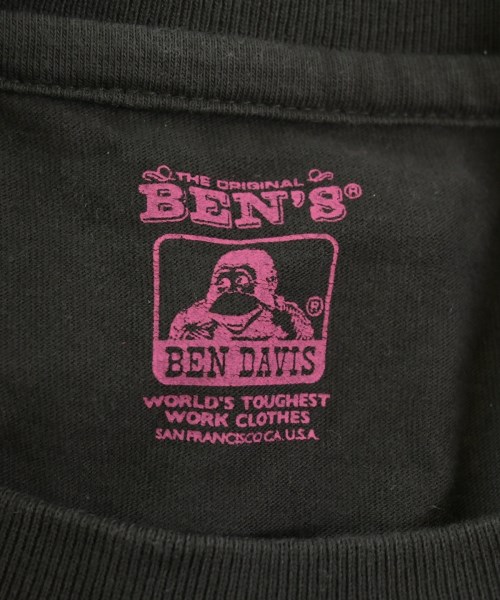 THE ORIGINAL
BEN'S®
®
BEN DAVIS
WORLD'S TOUGHEST
WORK CLOTHES
SAN FRANCISCO CA. U.S.A.